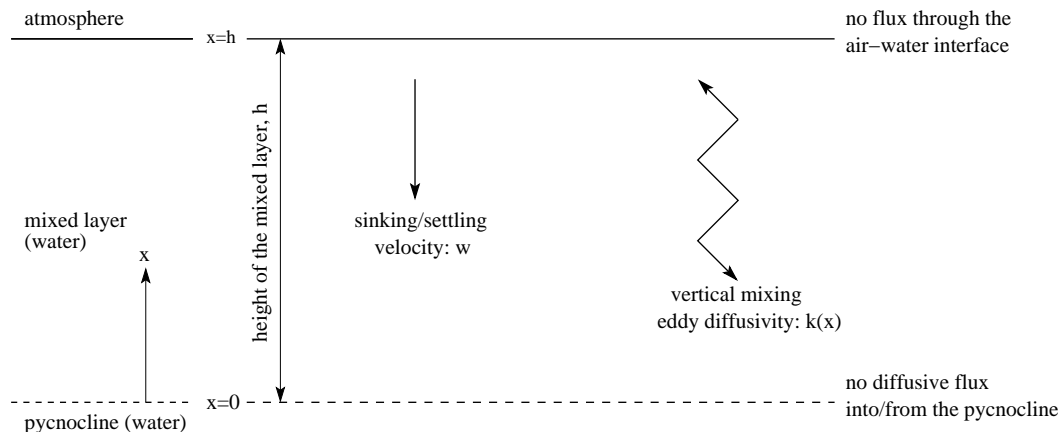 atmosphere
x=h
no flux through the
air−water interface
height of the mixed layer, h
mixed layer
(water)
x
sinking/settling
velocity: w
vertical mixing
eddy diffusivity: k(x)
x=0
pycnocline (water)
no diffusive flux
into/from the pycnocline